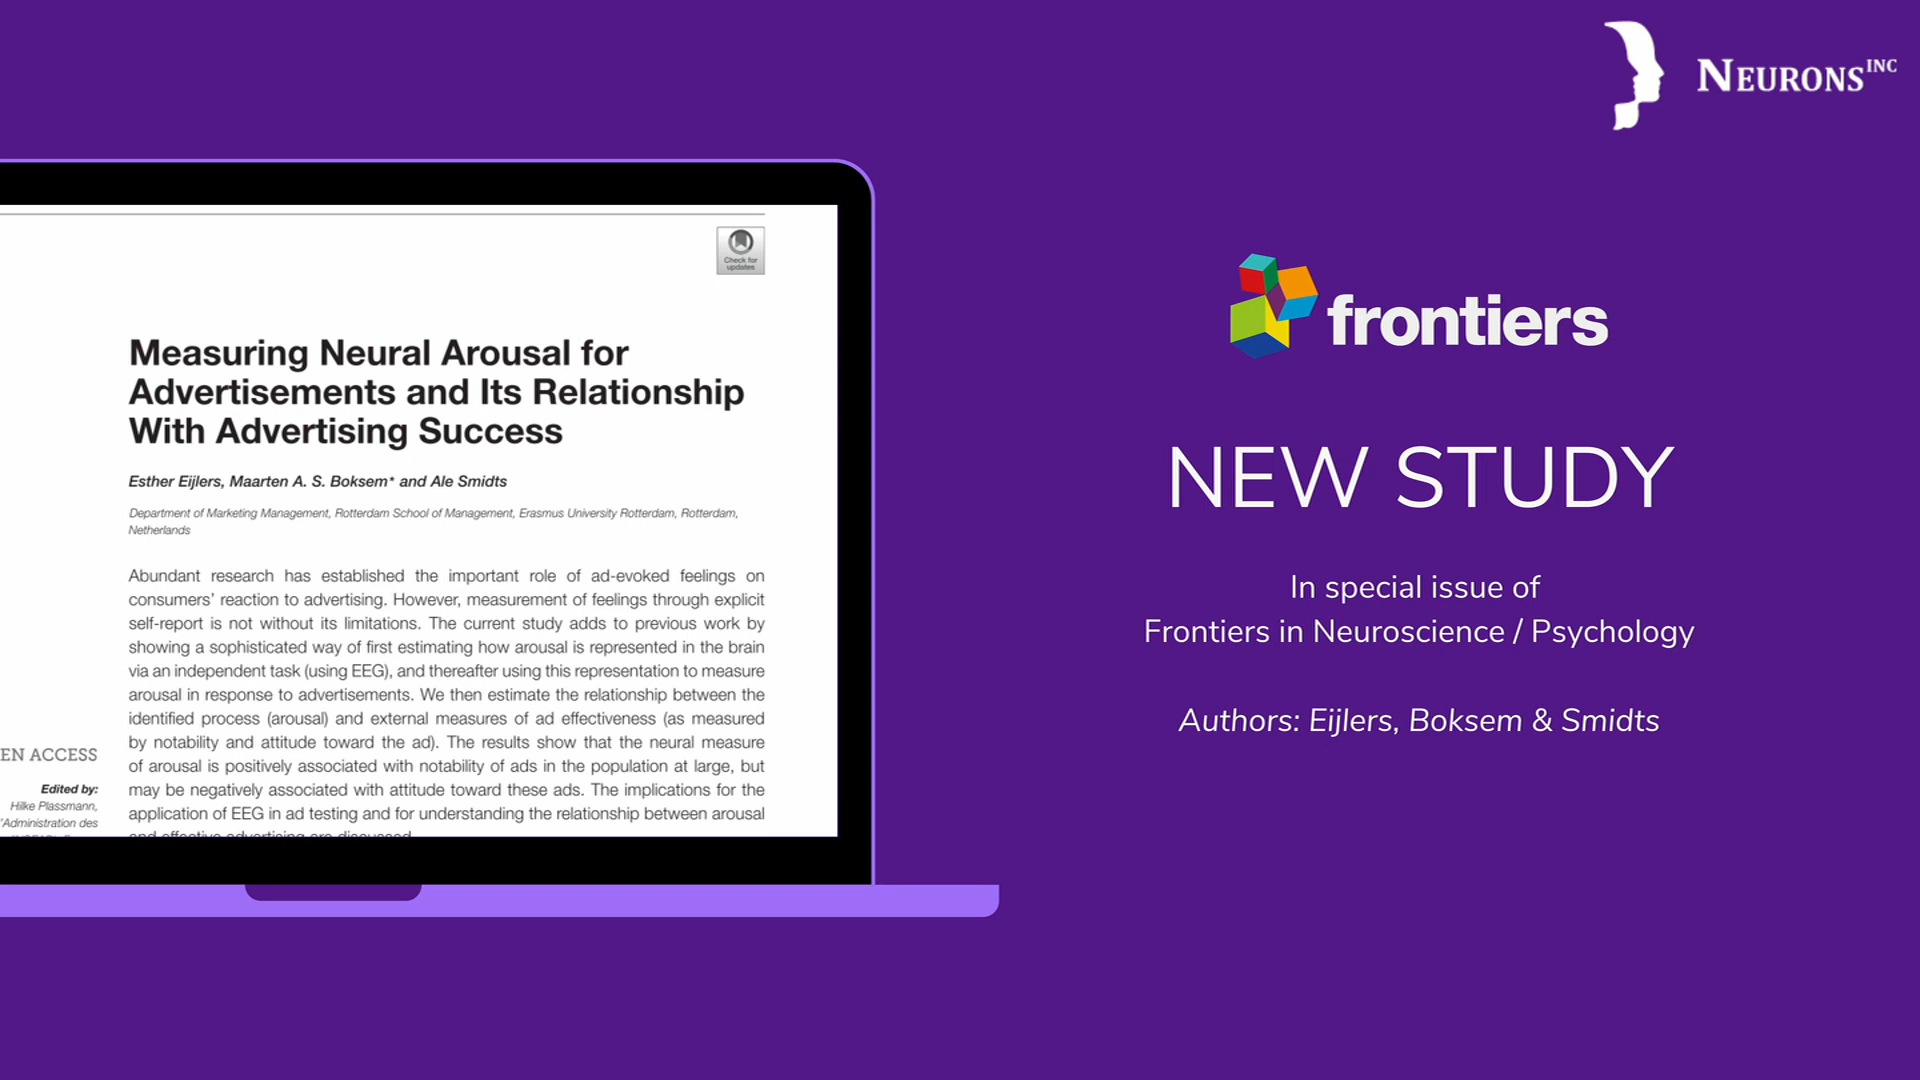 NEURONS INC
Check for
updates
Measuring Neural Arousal for
Advertisements and Its Relationship
With Advertising Success
Esther Eijlers, Maarten A. S. Boksem* and Ale Smidts
Department of Marketing Management, Rotterdam School of Management, Erasmus University Rotterdam, Rotterdam,
Netherlands
Abundant research has established the important role of ad-evoked feelings on
consumers' reaction to advertising. However, measurement of feelings through explicit
self-report is not without its limitations. The current study adds to previous work by
showing a sophisticated way of first estimating how arousal is represented in the brain
via an independent task (using EEG), and thereafter using this representation to measure
arousal in response to advertisements. We then estimate the relationship between the
identified process (arousal) and external measures of ad effectiveness (as measured
by notability and attitude toward the ad). The results show that the neural measure
of arousal is positively associated with notability of ads in the population at large, but
may be negatively associated with attitude toward these ads. The implications for the
application of EEG in ad testing and for understanding the relationship between arousal
and effective advertising are discussed.
EN ACCESS
Edited by:
Hilke Plassmann,
'Administration des
frontiers
NEW STUDY
In special issue of
Frontiers in Neuroscience / Psychology
Authors: Eijlers, Boksem & Smidts